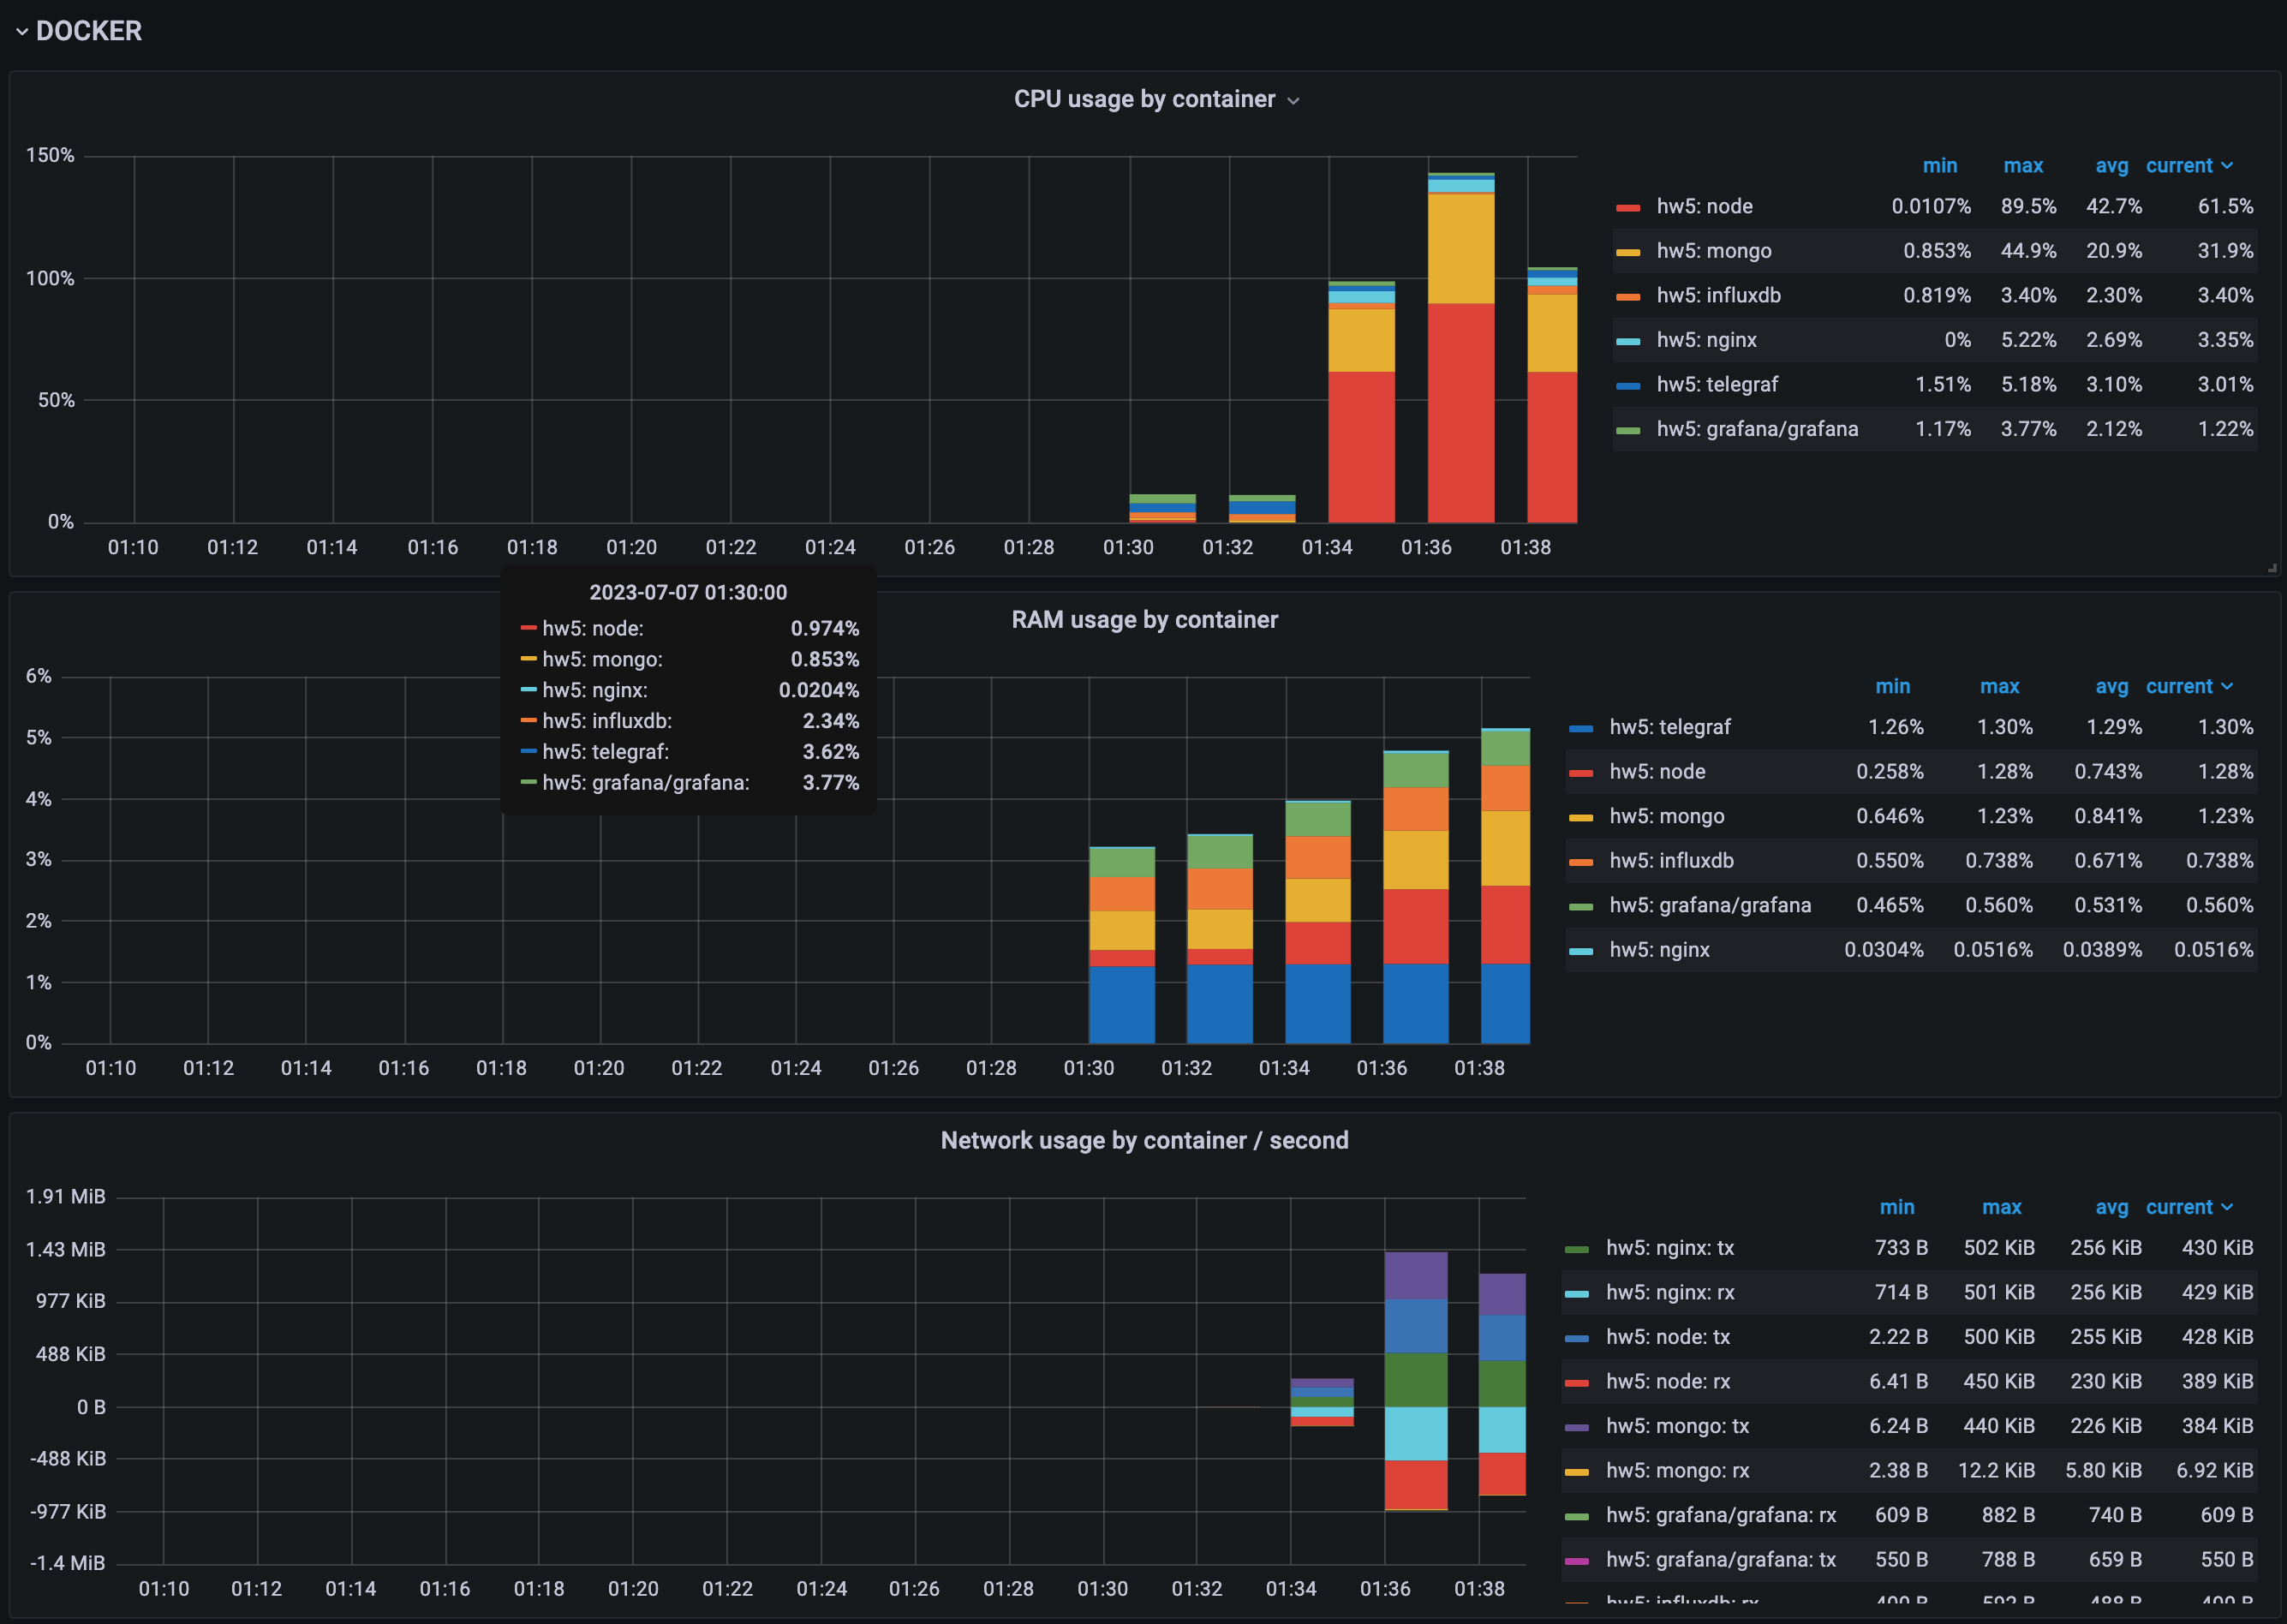 DOCKER
CPU usage by container
150%
100%
50%
0%
01:10 01:12 01:14 01:16 01:18 01:20 01:22 01:24 01:26 01:28 01:30 01:32 01:34 01:36 01:38
min max avg current
hw5: node 0.0107% 89.5% 42.7% 61.5%
hw5: mongo 0.853% 44.9% 20.9% 31.9%
hw5: influxdb 0.819% 3.40% 2.30% 3.40%
hw5: nginx 0% 5.22% 2.69% 3.35%
hw5: telegraf 1.51% 5.18% 3.10% 3.01%
hw5: grafana/grafana 1.17% 3.77% 2.12% 1.22%
2023-07-07 01:30:00
hw5: node: 0.974%
hw5: mongo: 0.853%
hw5: nginx: 0.0204%
hw5: influxdb: 2.34%
hw5: telegraf: 3.62%
hw5: grafana/grafana: 3.77%
RAM usage by container
6%
5%
4%
3%
2%
1%
0%
01:10 01:12 01:14 01:16 01:18 01:20 01:22 01:24 01:26 01:28 01:30 01:32 01:34 01:36 01:38
min max avg current
hw5: telegraf 1.26% 1.30% 1.29% 1.30%
hw5: node 0.258% 1.28% 0.743% 1.28%
hw5: mongo 0.646% 1.23% 0.841% 1.23%
hw5: influxdb 0.550% 0.738% 0.671% 0.738%
hw5: grafana/grafana 0.465% 0.560% 0.531% 0.560%
hw5: nginx 0.0304% 0.0516% 0.0389% 0.0516%
Network usage by container / second
1.91 MiB
1.43 MiB
977 KiB
488 KiB
0 B
-488 KiB
-977 KiB
-1.4 MiB
01:10 01:12 01:14 01:16 01:18 01:20 01:22 01:24 01:26 01:28 01:30 01:32 01:34 01:36 01:38
min max avg current
hw5: nginx: tx 733 B 502 KiB 256 KiB 430 KiB
hw5: nginx: rx 714 B 501 KiB 256 KiB 429 KiB
hw5: node: tx 2.22 B 500 KiB 255 KiB 428 KiB
hw5: node: rx 6.41 B 450 KiB 230 KiB 389 KiB
hw5: mongo: tx 6.24 B 440 KiB 226 KiB 384 KiB
hw5: mongo: rx 2.38 B 12.2 KiB 5.80 KiB 6.92 KiB
hw5: grafana/grafana: rx 609 B 882 B 740 B 609 B
hw5: grafana/grafana: tx 550 B 788 B 659 B 550 B
hw5: influxdb: rx